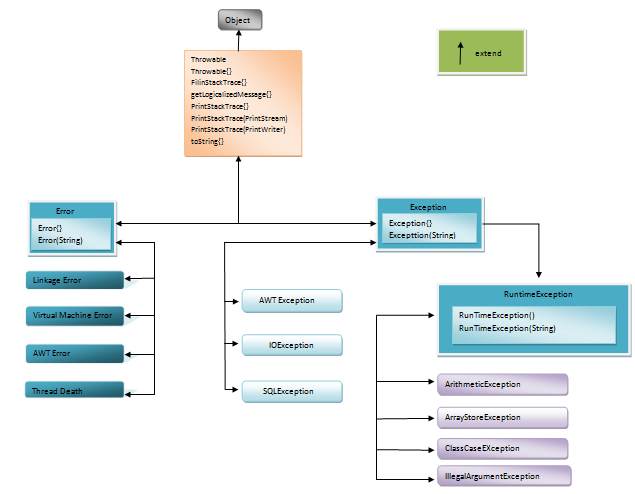 Object
extend
Throwable
Throwable{}
FilinStackTrace{}
getLogicalizedMessage{}
PrintStackTrace{}
PrintStackTrace(PrintStream)
PrintStackTrace(PrintWriter)
toString{}
Error
Error{}
Error(String)
Exception
Exception{}
Excepttion(String)
Linkage Error
Virtual Machine Error
AWT Error
Thread Death
AWT Exception
IOException
SQLException
RuntimeException
RunTimeException()
RunTimeException(String)
ArithmeticException
ArrayStoreException
ClassCaseEXception
IllegalArgumentException